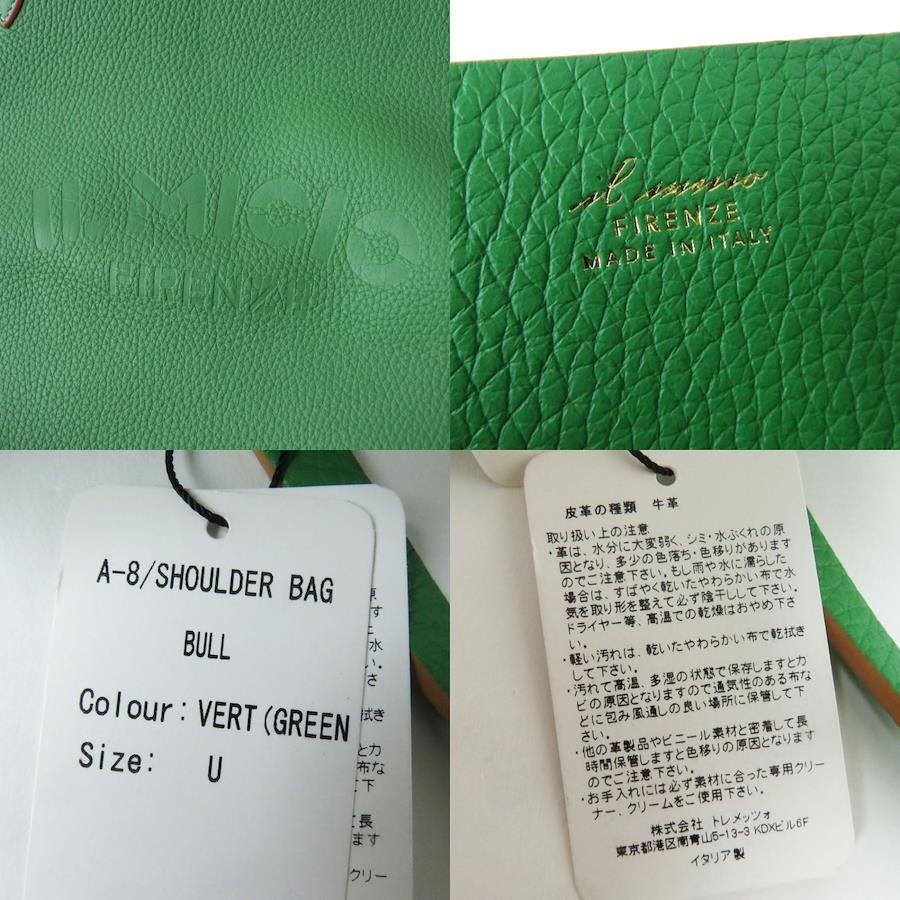 IL MICIO
FIRENZE
il micio
FIRENZE
MADE IN ITALY
A-8/SHOULDER BAG
BULL
Colour: VERT(GREEN
Size: U
皮革の種類 牛革
取り扱い上の注意
・革は、水分に大変弱く、シミ・水ぶくれの原
因となり、多少の色落ち・色移りがあります
のでご注意下さい。もし雨や水に濡らした
場合は、すばやく乾いたやわらかい布で水
気を取り形を整えて必ず陰干しして下さい。
ドライヤー等、高温での乾燥はおやめ下さ
い。
・軽い汚れは、乾いたやわらかい布で乾拭き
して下さい。
・汚れて高温、多湿の状態で保存しますとカ
ビの原因となりますので通気性のある布な
どに包み風通しの良い場所に保管して下
さい。
・他の革製品やビニール素材と密着して長
時間保管しますと色移りの原因となります
のでご注意下さい。
・お手入れには必ず素材に合った専用クリー
ナー、クリームをご使用下さい。
株式会社 トレメッツォ
東京都港区南青山5-13-3 KDXビル6F
イタリア製